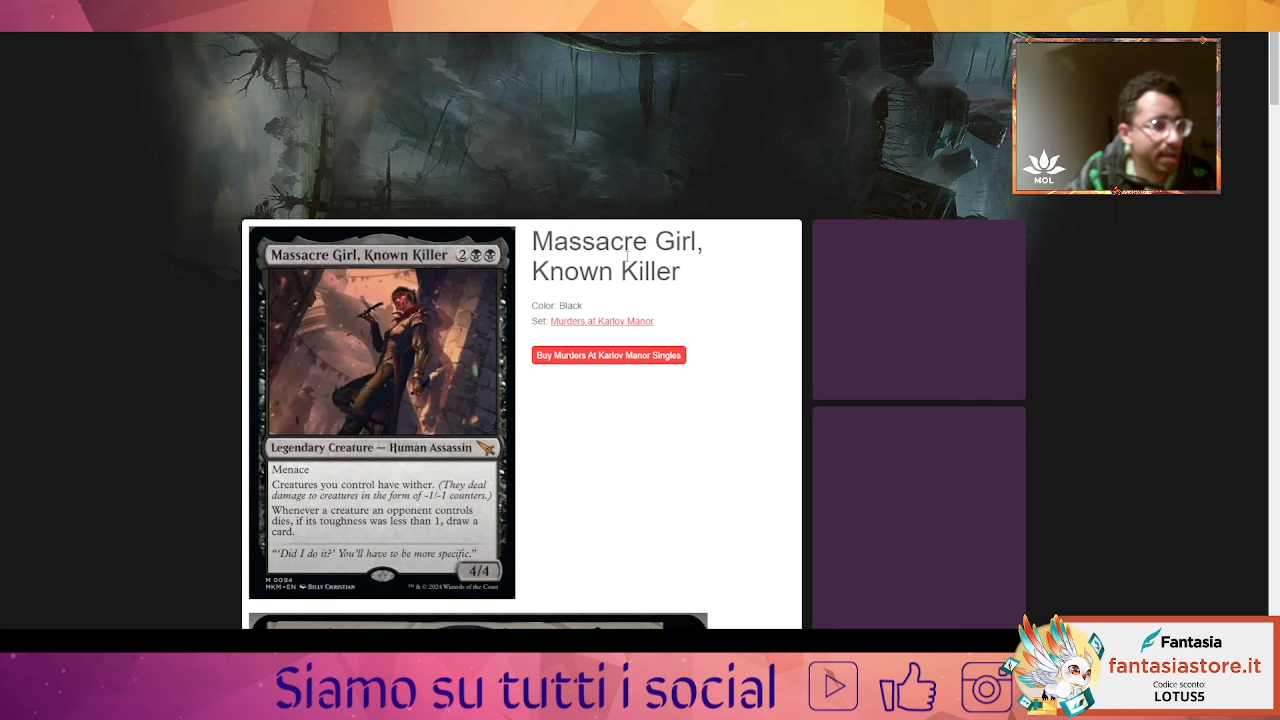 MOL
Massacre Girl, Known Killer 2
Menace
Legendary Creature — Human Assassin
Creatures you control have wither. (They deal
damage to creatures in the form of -1/-1 counters.)
Whenever a creature an opponent controls
dies, if its toughness was less than 1, draw a
card.
"'Did I do it?' You'll have to be more specific."
4/4
M 0094
MKM • EN BILLY CHRISTIAN
™ & © 2024 Wizards of the Coast
Massacre Girl,
Known Killer
Color: Black
Set: Murders at Karlov Manor
Buy Murders At Karlov Manor Singles
Siamo su tutti i social
Fantasia
fantasiastore.it
Codice sconto:
LOTUS5